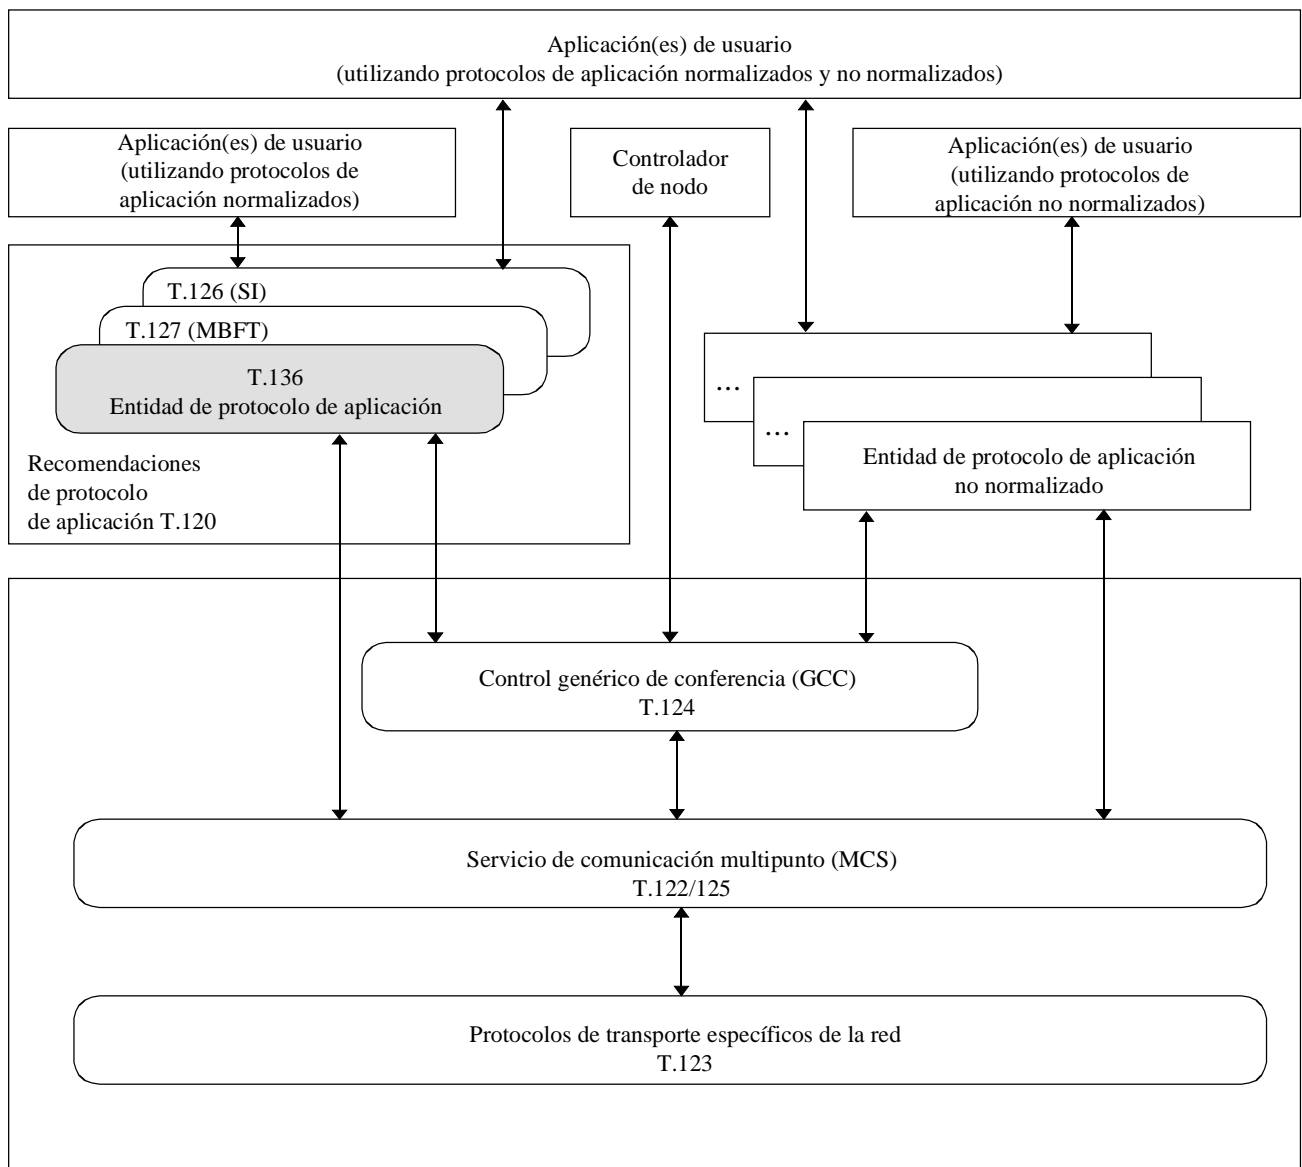 Aplicación(es) de usuario
(utilizando protocolos de aplicación normalizados y no normalizados)
Aplicación(es) de usuario
(utilizando protocolos de
aplicación normalizados)
Controlador
de nodo
Aplicación(es) de usuario
(utilizando protocolos de
aplicación no normalizados)
T.126 (SI)
T.127 (MBFT)
T.136
Entidad de protocolo de aplicación
Recomendaciones
de protocolo
de aplicación T.120
...
...
Entidad de protocolo de aplicación
no normalizado
Control genérico de conferencia (GCC)
T.124
Servicio de comunicación multipunto (MCS)
T.122/125
Protocolos de transporte específicos de la red
T.123